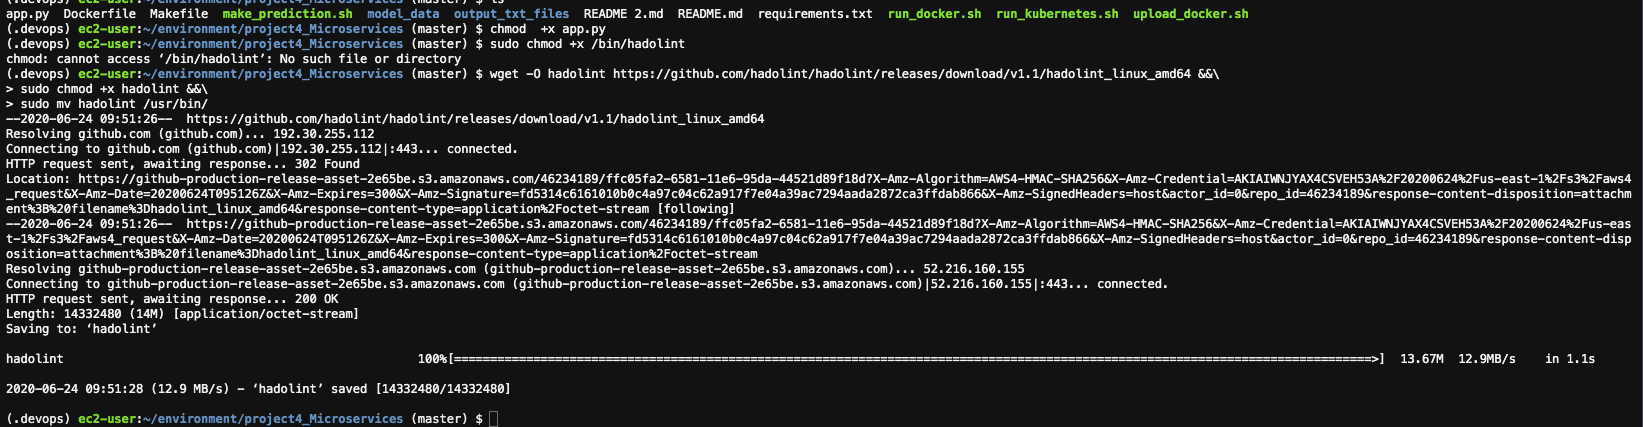 (.devops) ec2-user:~/environment/project4_Microservices (master) $ ls
app.py  Dockerfile  Makefile  make_prediction.sh  model_data  output_txt_files  README 2.md  README.md  requirements.txt  run_docker.sh  run_kubernetes.sh  upload_docker.sh
(.devops) ec2-user:~/environment/project4_Microservices (master) $ chmod  +x app.py
(.devops) ec2-user:~/environment/project4_Microservices (master) $ sudo chmod +x /bin/hadolint
chmod: cannot access ‘/bin/hadolint’: No such file or directory
(.devops) ec2-user:~/environment/project4_Microservices (master) $ wget -O hadolint https://github.com/hadolint/hadolint/releases/download/v1.1/hadolint_linux_amd64 &&\
> sudo chmod +x hadolint &&\
> sudo mv hadolint /usr/bin/
--2020-06-24 09:51:26--  https://github.com/hadolint/hadolint/releases/download/v1.1/hadolint_linux_amd64
Resolving github.com (github.com)... 192.30.255.112
Connecting to github.com (github.com)|192.30.255.112|:443... connected.
HTTP request sent, awaiting response... 302 Found
Location: https://github-production-release-asset-2e65be.s3.amazonaws.com/46234189/ffc05fa2-6581-11e6-95da-44521d89f18d?X-Amz-Algorithm=AWS4-HMAC-SHA256&X-Amz-Credential=AKIAIWNJYAX4CSVEH53A%2F20200624%2Fus-east-1%2Fs3%2Faws4
_request&X-Amz-Date=20200624T095126Z&X-Amz-Expires=300&X-Amz-Signature=fd5314c6161010b0c4a97c04c62a917f7e04a39ac7294aada2872ca3ffdab866&X-Amz-SignedHeaders=host&actor_id=0&repo_id=46234189&response-content-disposition=attachm
ent%3B%20filename%3Dhadolint_linux_amd64&response-content-type=application%2Foctet-stream [following]
--2020-06-24 09:51:26--  https://github-production-release-asset-2e65be.s3.amazonaws.com/46234189/ffc05fa2-6581-11e6-95da-44521d89f18d?X-Amz-Algorithm=AWS4-HMAC-SHA256&X-Amz-Credential=AKIAIWNJYAX4CSVEH53A%2F20200624%2Fus-eas
t-1%2Fs3%2Faws4_request&X-Amz-Date=20200624T095126Z&X-Amz-Expires=300&X-Amz-Signature=fd5314c6161010b0c4a97c04c62a917f7e04a39ac7294aada2872ca3ffdab866&X-Amz-SignedHeaders=host&actor_id=0&repo_id=46234189&response-content-disp
osition=attachment%3B%20filename%3Dhadolint_linux_amd64&response-content-type=application%2Foctet-stream
Resolving github-production-release-asset-2e65be.s3.amazonaws.com (github-production-release-asset-2e65be.s3.amazonaws.com)... 52.216.160.155
Connecting to github-production-release-asset-2e65be.s3.amazonaws.com (github-production-release-asset-2e65be.s3.amazonaws.com)|52.216.160.155|:443... connected.
HTTP request sent, awaiting response... 200 OK
Length: 14332480 (14M) [application/octet-stream]
Saving to: ‘hadolint’
hadolint 100%[==============================================================================>] 13.67M  12.9MB/s    in 1.1s
2020-06-24 09:51:28 (12.9 MB/s) - ‘hadolint’ saved [14332480/14332480]
(.devops) ec2-user:~/environment/project4_Microservices (master) $